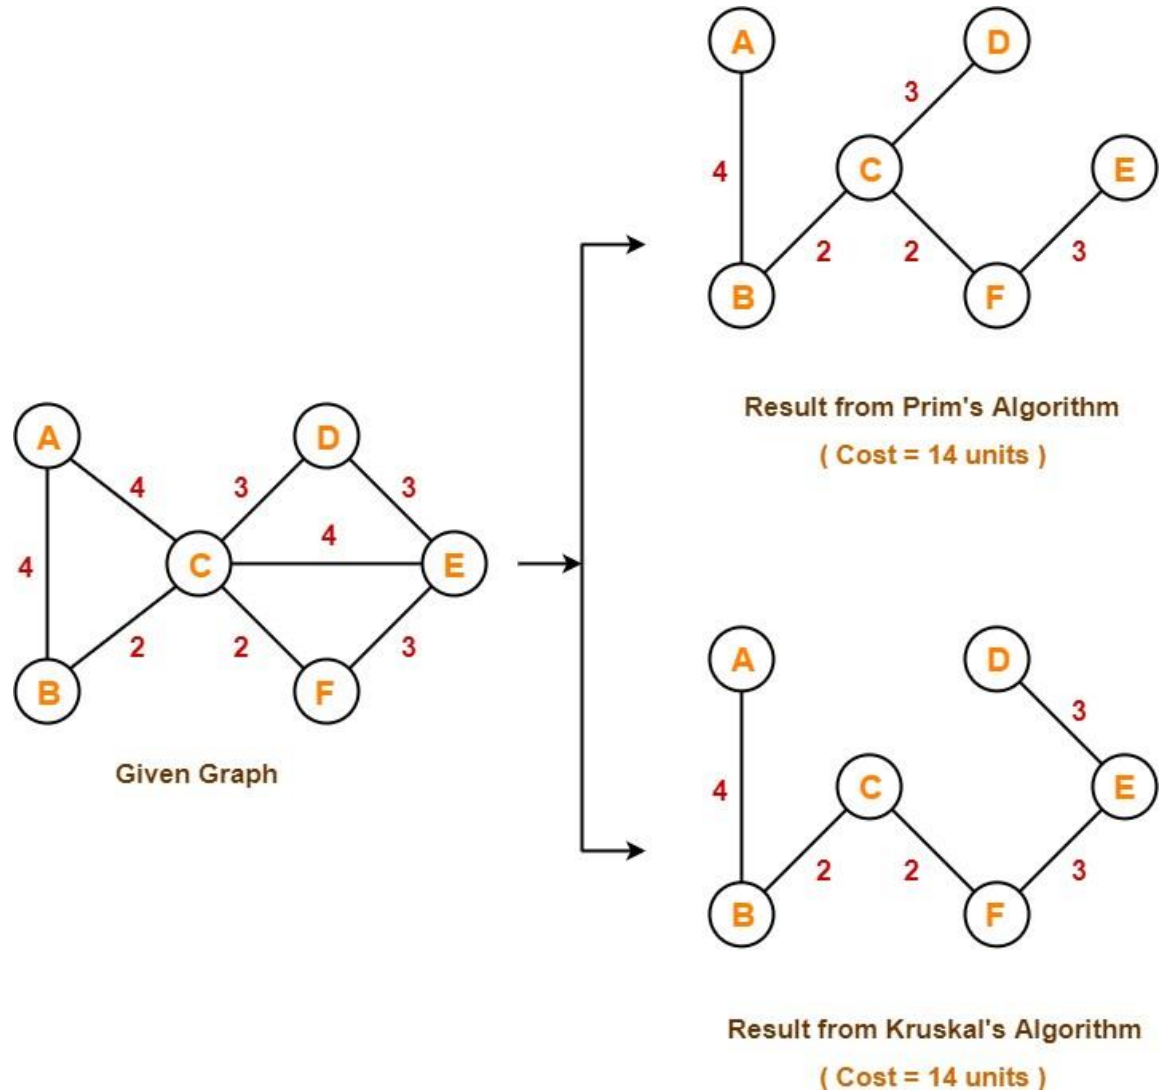 A
D
3
C
E
4
2
2
3
B
F
Result from Prim's Algorithm
( Cost = 14 units )
A
D
4
3
3
4
4
C
E
2
2
3
B
F
Given Graph
A
D
3
4
C
E
2
2
3
B
F
Result from Kruskal's Algorithm
( Cost = 14 units )